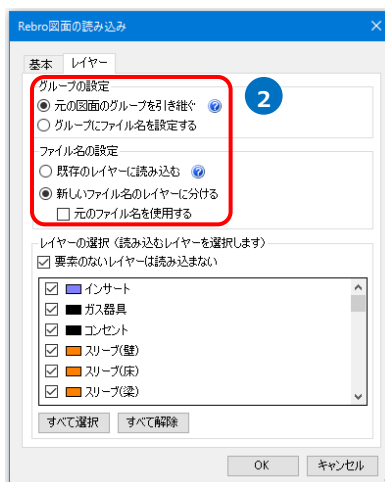 Rebro図面の読み込み
基本 レイヤー
グループの設定
元の図面のグループを引き継ぐ
グループにファイル名を設定する
2
ファイル名の設定
既存のレイヤーに読み込む
新しいファイル名のレイヤーに分ける
元のファイル名を使用する
レイヤーの選択(読み込むレイヤーを選択します)
要素のないレイヤーは読み込まない
インサート
ガス器具
コンセント
スリーブ(壁)
スリーブ(床)
スリーブ(梁)
すべて選択 すべて解除
OK キャンセル